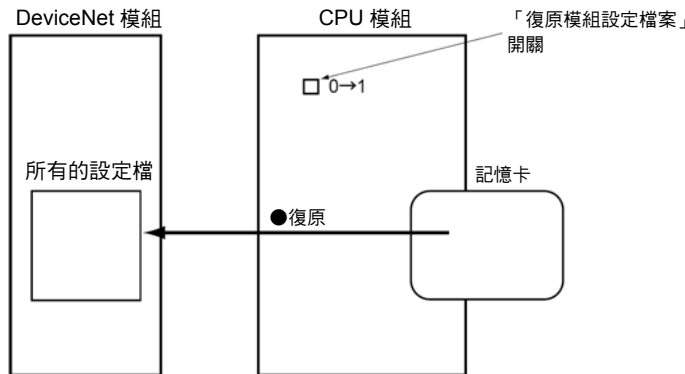 DeviceNet 模組
CPU 模組
「復原模組設定檔案」
開關
0→1
所有的設定檔
記憶卡
●復原